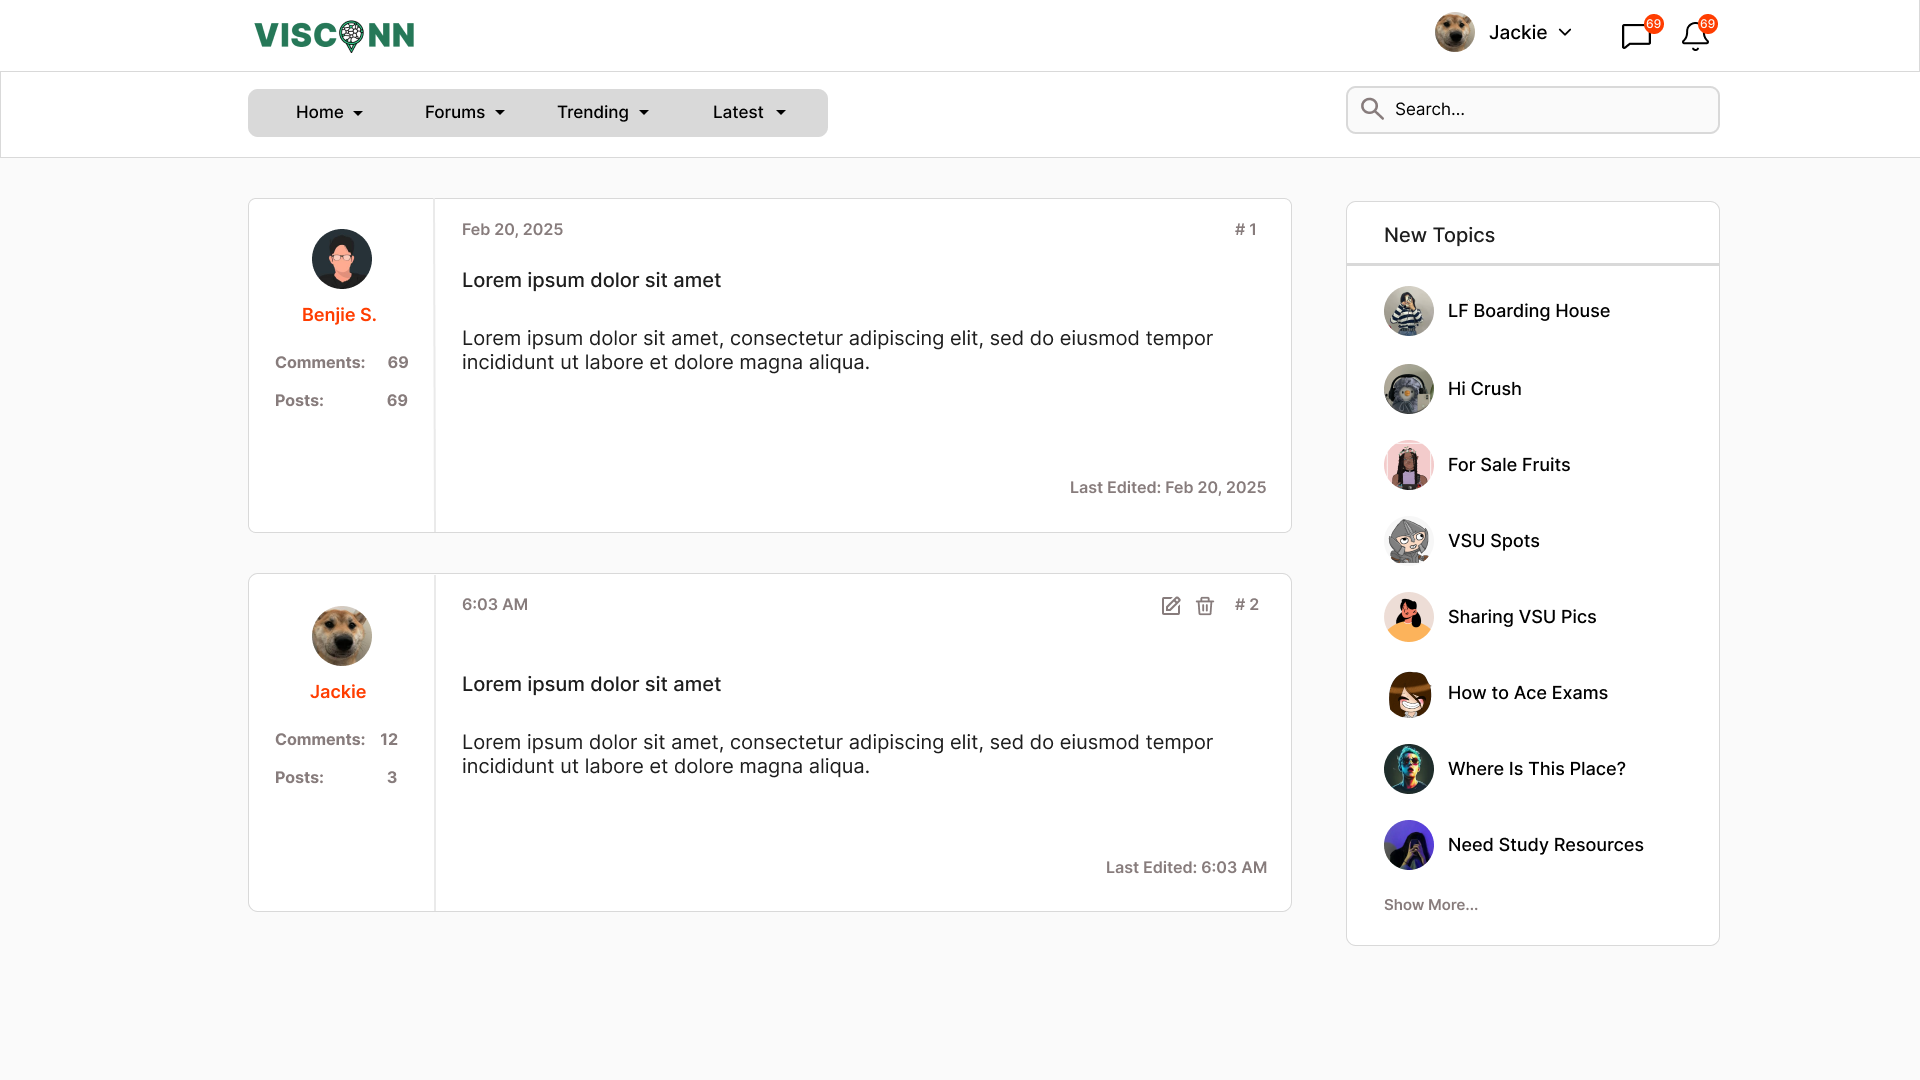 VISCONN
Jackie
69
69
Home
Forums
Trending
Latest
Search...
Feb 20, 2025
# 1
Benjie S.
Comments: 69
Posts: 69
Lorem ipsum dolor sit amet
Lorem ipsum dolor sit amet, consectetur adipiscing elit, sed do eiusmod tempor
incididunt ut labore et dolore magna aliqua.
Last Edited: Feb 20, 2025
6:03 AM
# 2
Jackie
Comments: 12
Posts: 3
Lorem ipsum dolor sit amet
Lorem ipsum dolor sit amet, consectetur adipiscing elit, sed do eiusmod tempor
incididunt ut labore et dolore magna aliqua.
Last Edited: 6:03 AM
New Topics
LF Boarding House
Hi Crush
For Sale Fruits
VSU Spots
Sharing VSU Pics
How to Ace Exams
Where Is This Place?
Need Study Resources
Show More...